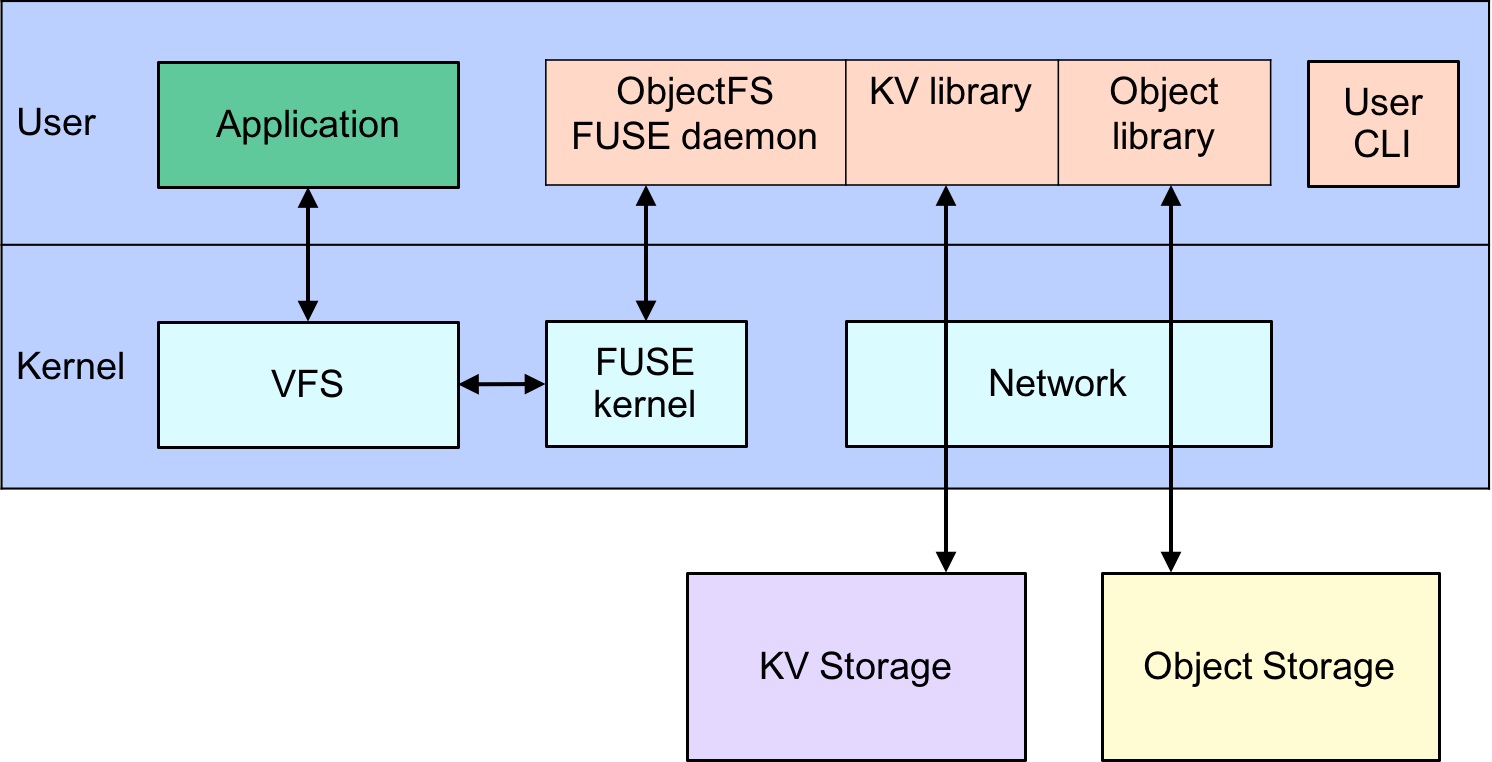 User
Application
ObjectFS
FUSE daemon
KV library
Object
library
User
CLI
Kernel
VFS
FUSE
kernel
Network
KV Storage
Object Storage